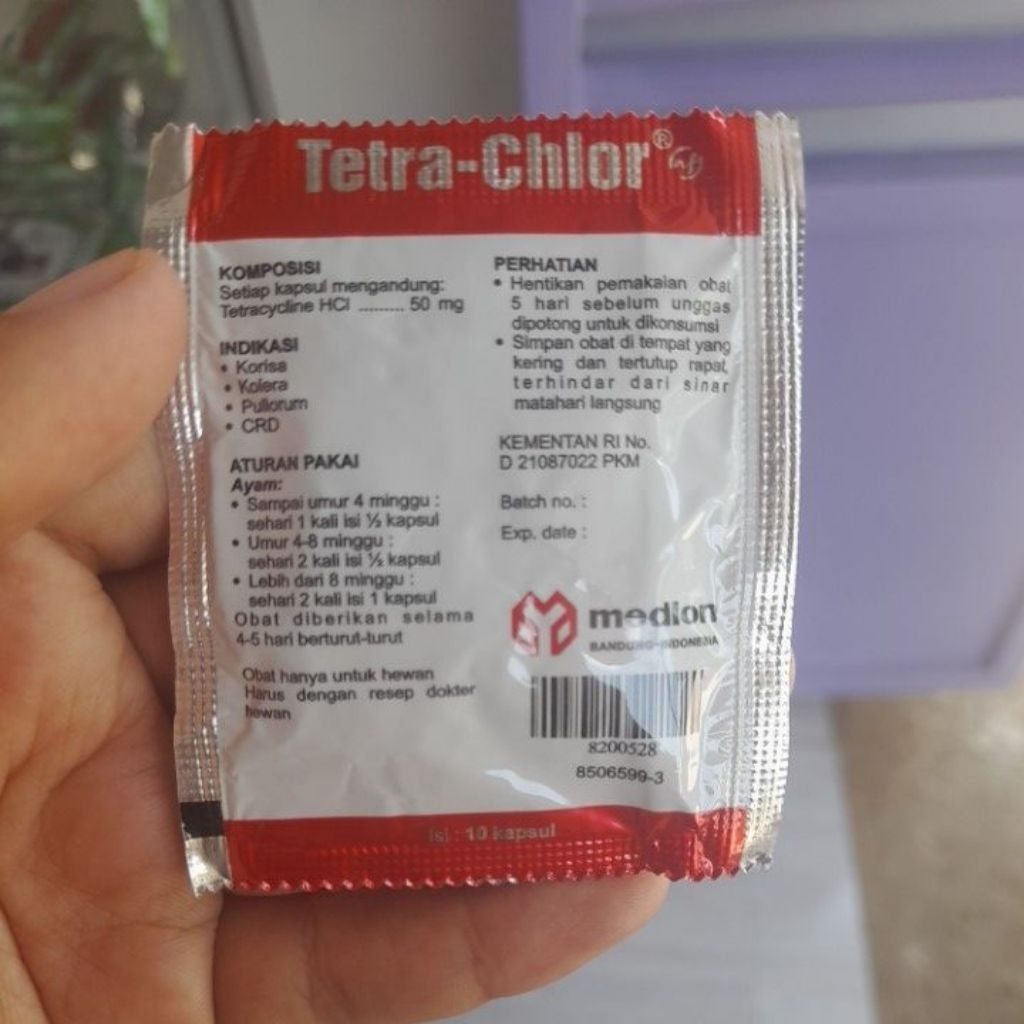 Tetra-Chlor®
KOMPOSISI
Setiap kapsul mengandung:
Tetracycline HCl ......... 50 mg
INDIKASI
• Korisa
• Kolera
• Pullorum
• CRD
ATURAN PAKAI
Ayam:
• Sampai umur 4 minggu :
sehari 1 kali isi ½ kapsul
• Umur 4-8 minggu :
sehari 2 kali isi ½ kapsul
• Lebih dari 8 minggu :
sehari 2 kali isi 1 kapsul
Obat diberikan selama
4-5 hari berturut-turut
Obat hanya untuk hewan
Harus dengan resep dokter
hewan
PERHATIAN
• Hentikan pemakaian obat
5 hari sebelum unggas
dipotong untuk dikonsumsi
• Simpan obat di tempat yang
kering dan tertutup rapat,
terhindar dari sinar
matahari langsung
KEMENTAN RI No.
D 21087022 PKM
Batch no. :
Exp. date :
medion
BANDUNG-INDONESIA
8200528
8506599-3
Isi : 10 kapsul